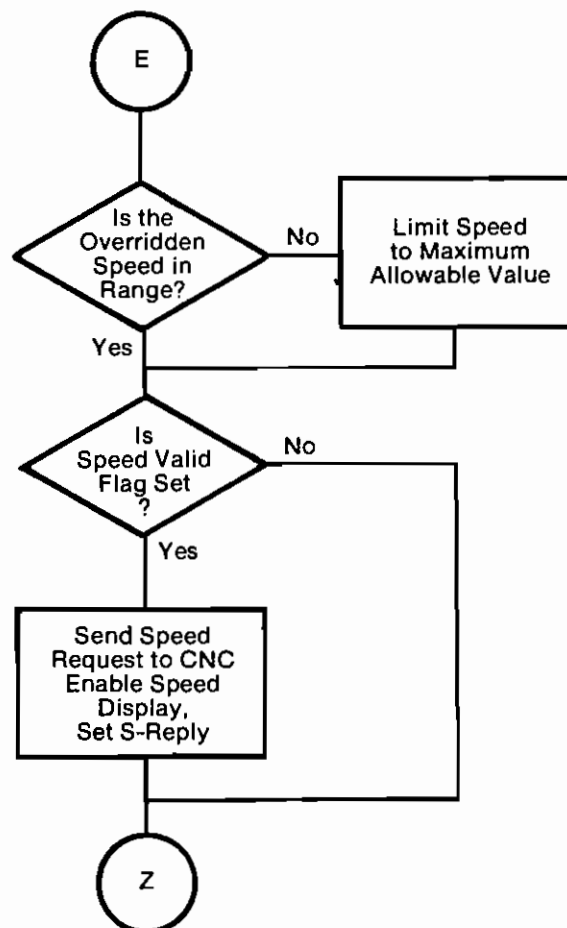 E
Is the
Overridden
Speed in
Range?
No
Limit Speed
to Maximum
Allowable Value
Yes
Is
Speed Valid
Flag Set
?
No
Yes
Send Speed
Request to CNC
Enable Speed
Display,
Set S-Reply
Z